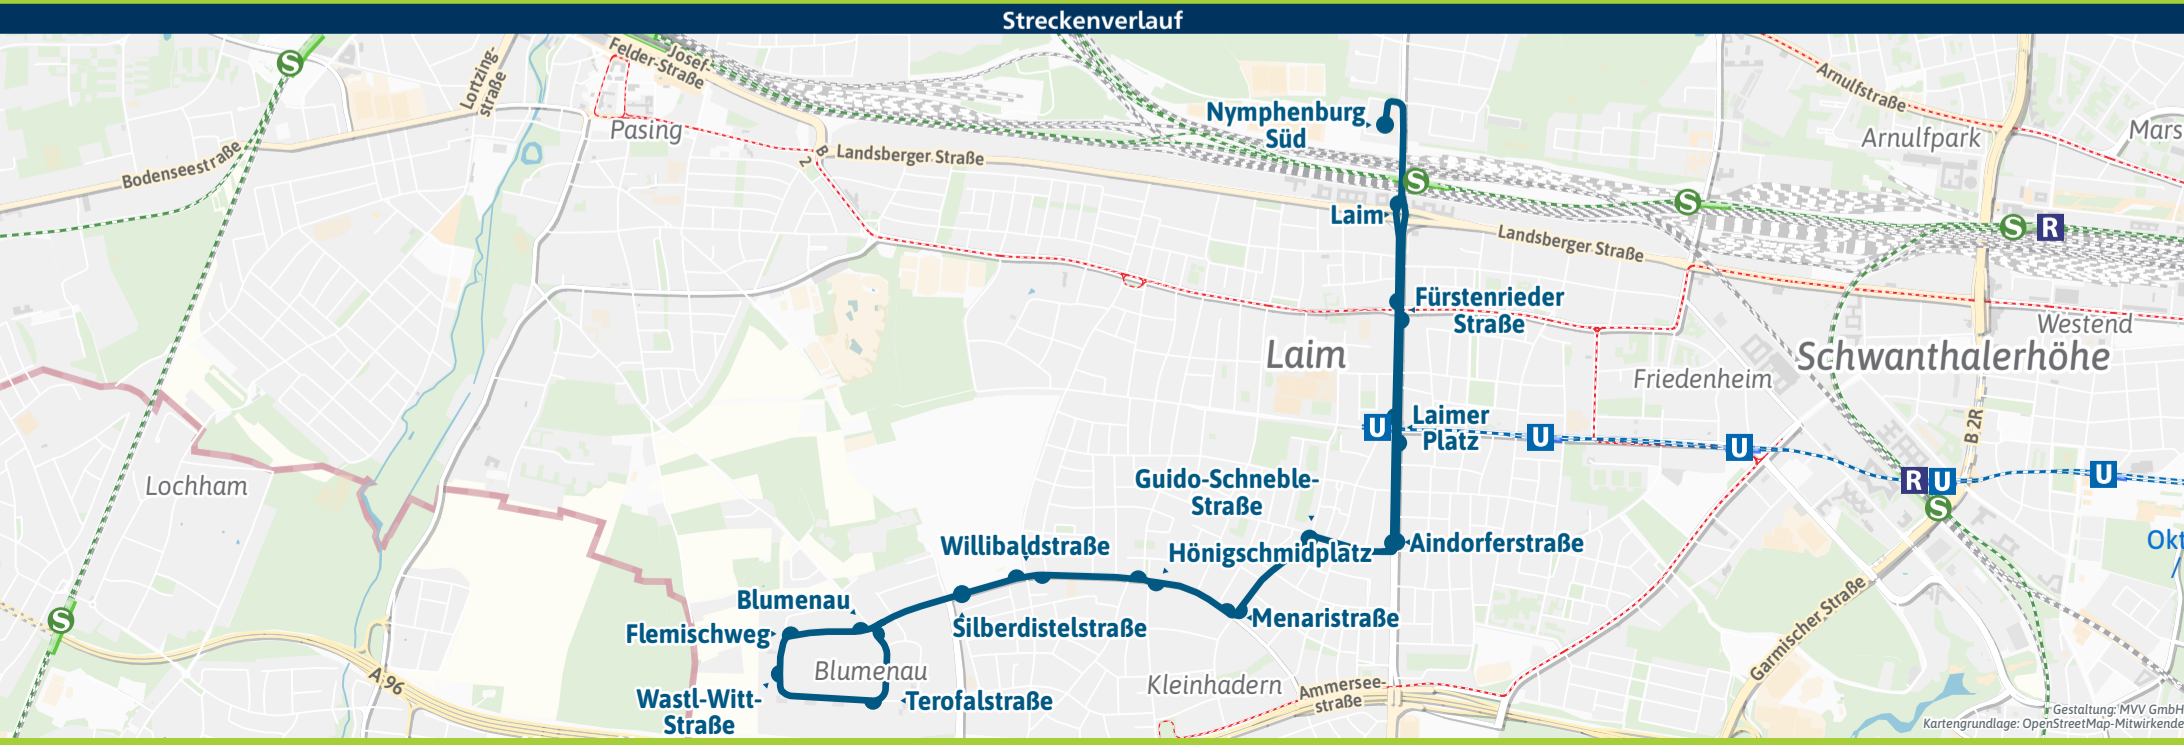 Streckenverlauf
S
Lortzing-
straße
Josef-
Felder-Straße
Arnulfstraße
Nymphenburg
Süd
Pasing
Arnulfpark
Mars
Bodenseestraße
B
2
Landsberger Straße
S
S
Laim
Landsberger Straße
S
R
Fürstenrieder
Straße
Westend
Laim
Schwanthalerhöhe
Friedenheim
U
Laimer
Platz
U
U
B 2R
Lochham
Guido-Schneble-
Straße
R
U
U
S
Willibaldstraße
Hönigschmidplatz
Aindorferstraße
Okt
Blumenau
S
Flemischweg
Silberdistelstraße
Menaristraße
Garmischer Straße
A 96
Blumenau
Kleinhadern
Ammersee-
straße
Wastl-Witt-
Straße
Terofalstraße
Gestaltung: MVV GmbH
Kartengrundlage: OpenStreetMap-Mitwirkende